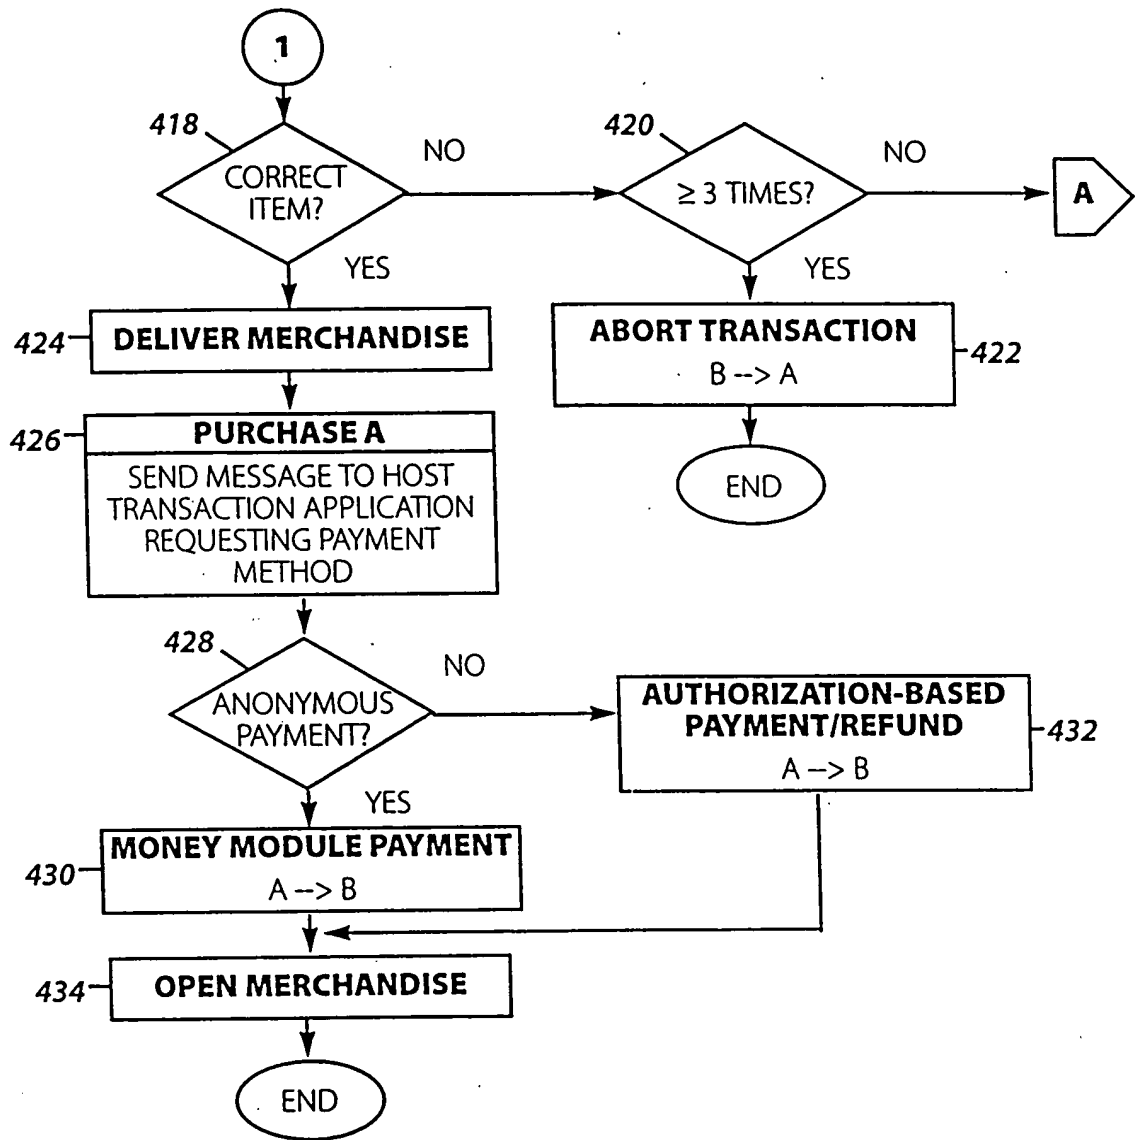 1
418
CORRECT
ITEM?
NO
420
≥ 3 TIMES?
NO
A
YES
YES
424
DELIVER MERCHANDISE
ABORT TRANSACTION
B --> A
422
END
426
PURCHASE A
SEND MESSAGE TO HOST
TRANSACTION APPLICATION
REQUESTING PAYMENT
METHOD
428
ANONYMOUS
PAYMENT?
NO
AUTHORIZATION-BASED
PAYMENT/REFUND
A --> B
432
YES
430
MONEY MODULE PAYMENT
A --> B
434
OPEN MERCHANDISE
END